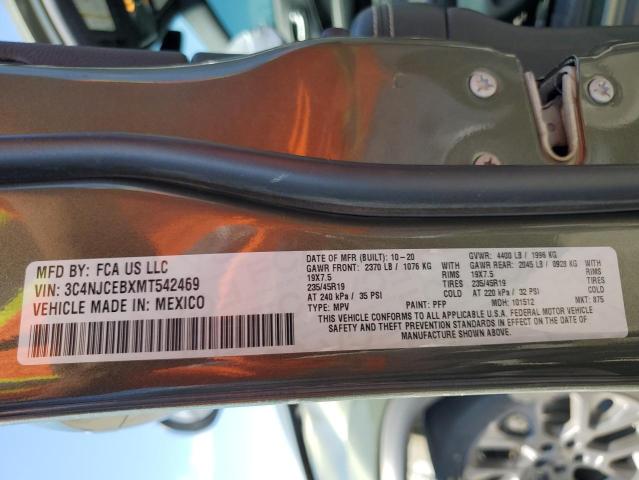 MFD BY: FCA US LLC
VIN: 3C4NJCEBXMT542469
VEHICLE MADE IN: MEXICO
DATE OF MFR (BUILT): 10-20 GVWR: 4400 LB / 1996 KG
GAWR FRONT: 2370 LB / 1076 KG WITH GAWR REAR: 2045 LB / 0928 KG WITH
19X7.5 RIMS 19X7.5 RIMS
235/45R19 TIRES 235/45R19 TIRES
AT 240 kPa / 35 PSI COLD AT 220 kPa / 32 PSI COLD
TYPE: MPV PAINT: PEP MDH: 101512 MKT: 875
THIS VEHICLE CONFORMS TO ALL APPLICABLE U.S.A. FEDERAL MOTOR VEHICLE
SAFETY AND THEFT PREVENTION STANDARDS IN EFFECT ON THE DATE OF
MANUFACTURE SHOWN ABOVE.